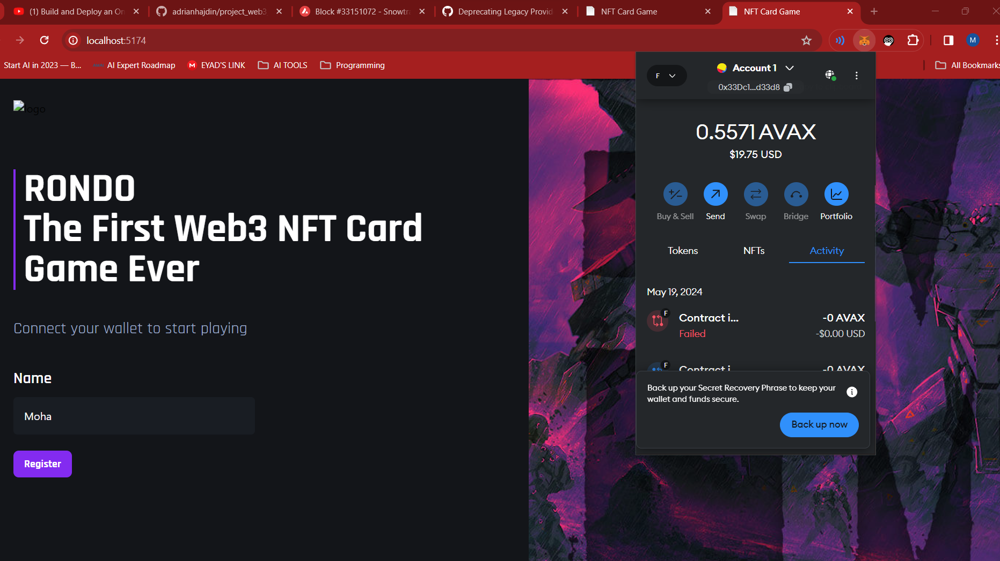 (1) Build and Deploy an On
adrianhajdin/project_web3
Block #33151072 - Snowtra
Deprecating Legacy Provid
NFT Card Game
NFT Card Game
localhost:5174
M
Start AI in 2023 — B...
AI Expert Roadmap
M
EYAD'S LINK
AI TOOLS
Programming
All Bookmarks
logo
RONDO
The First Web3 NFT Card
Game Ever
Connect your wallet to start playing
Name
Moha
Register
F
Account 1
0x33Dc1...d33d8
0.5571 AVAX
$19.75 USD
Buy & Sell
Send
Swap
Bridge
Portfolio
Tokens
NFTs
Activity
May 19, 2024
F
Contract i...
-0 AVAX
Failed
-$0.00 USD
F
Contract i
-0 AVAX
Back up your Secret Recovery Phrase to keep your
wallet and funds secure.
Back up now